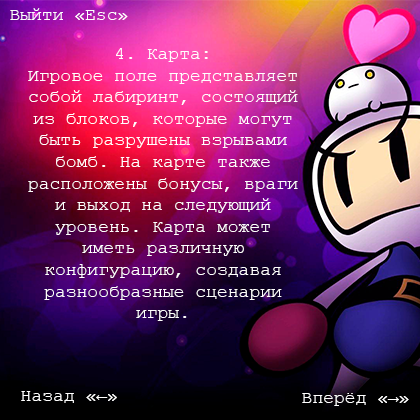 Выйти «Esc»
4. Карта:
Игровое поле представляет
собой лабиринт, состоящий
из блоков, которые могут
быть разрушены взрывами
бомб. На карте также
расположены бонусы, враги
и выход на следующий
уровень. Карта может
иметь различную
конфигурацию, создавая
разнообразные сценарии
игры.
Назад «←»
Вперёд «→»